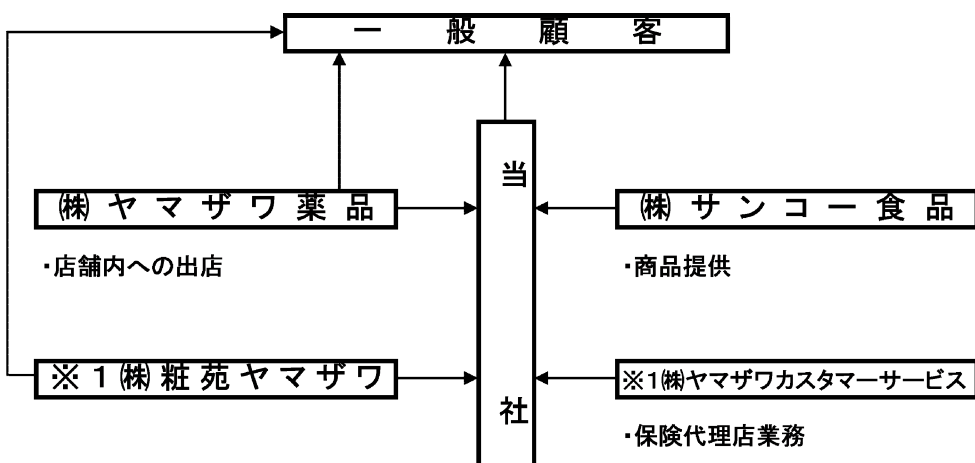 一般顧客
当社
㈱ヤマザワ薬品
・店舗内への出店
㈱サンコー食品
・商品提供
※1㈱粧苑ヤマザワ
※1㈱ヤマザワカスタマーサービス
・保険代理店業務